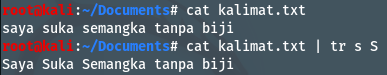 root@kali:~/Documents# cat kalimat.txt
saya suka semangka tanpa biji
root@kali:~/Documents# cat kalimat.txt | tr s S
Saya Suka Semangka tanpa biji